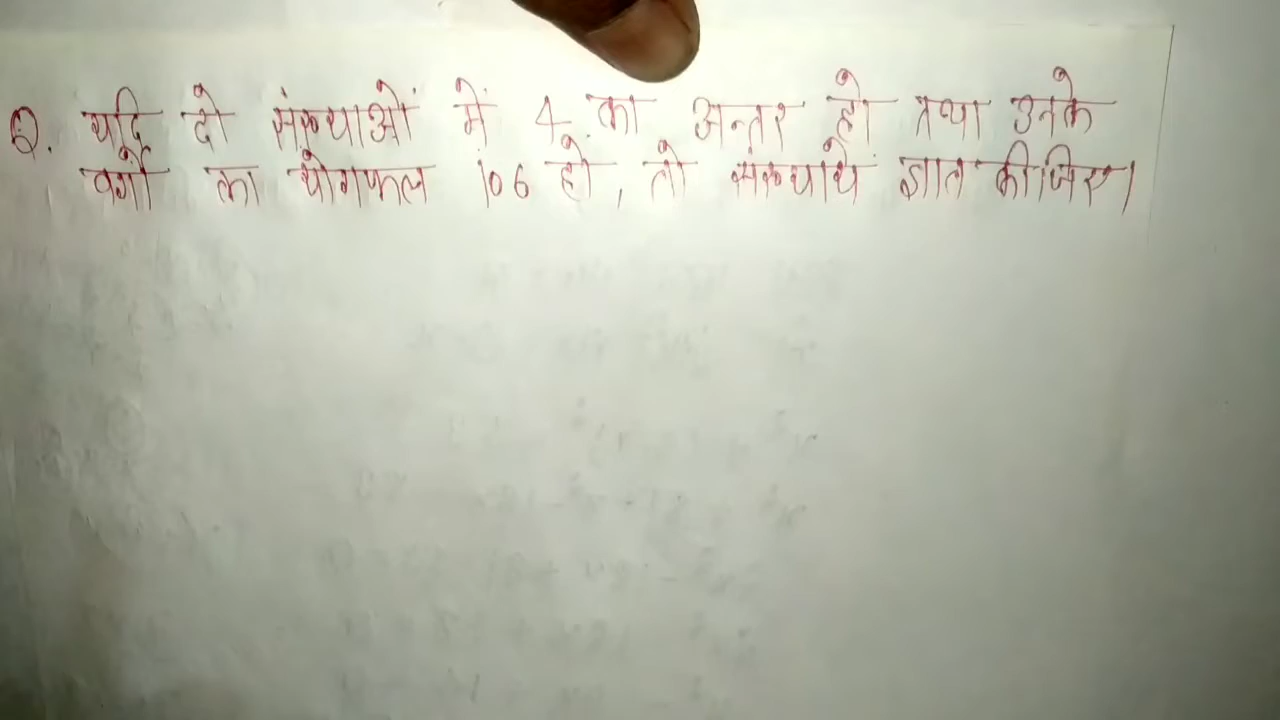 Q. यदि दो संख्याओं में 4 का अन्तर हो तथा उनके
वर्गों का योगफल 106 हो, तो संख्यायें ज्ञात कीजिए।